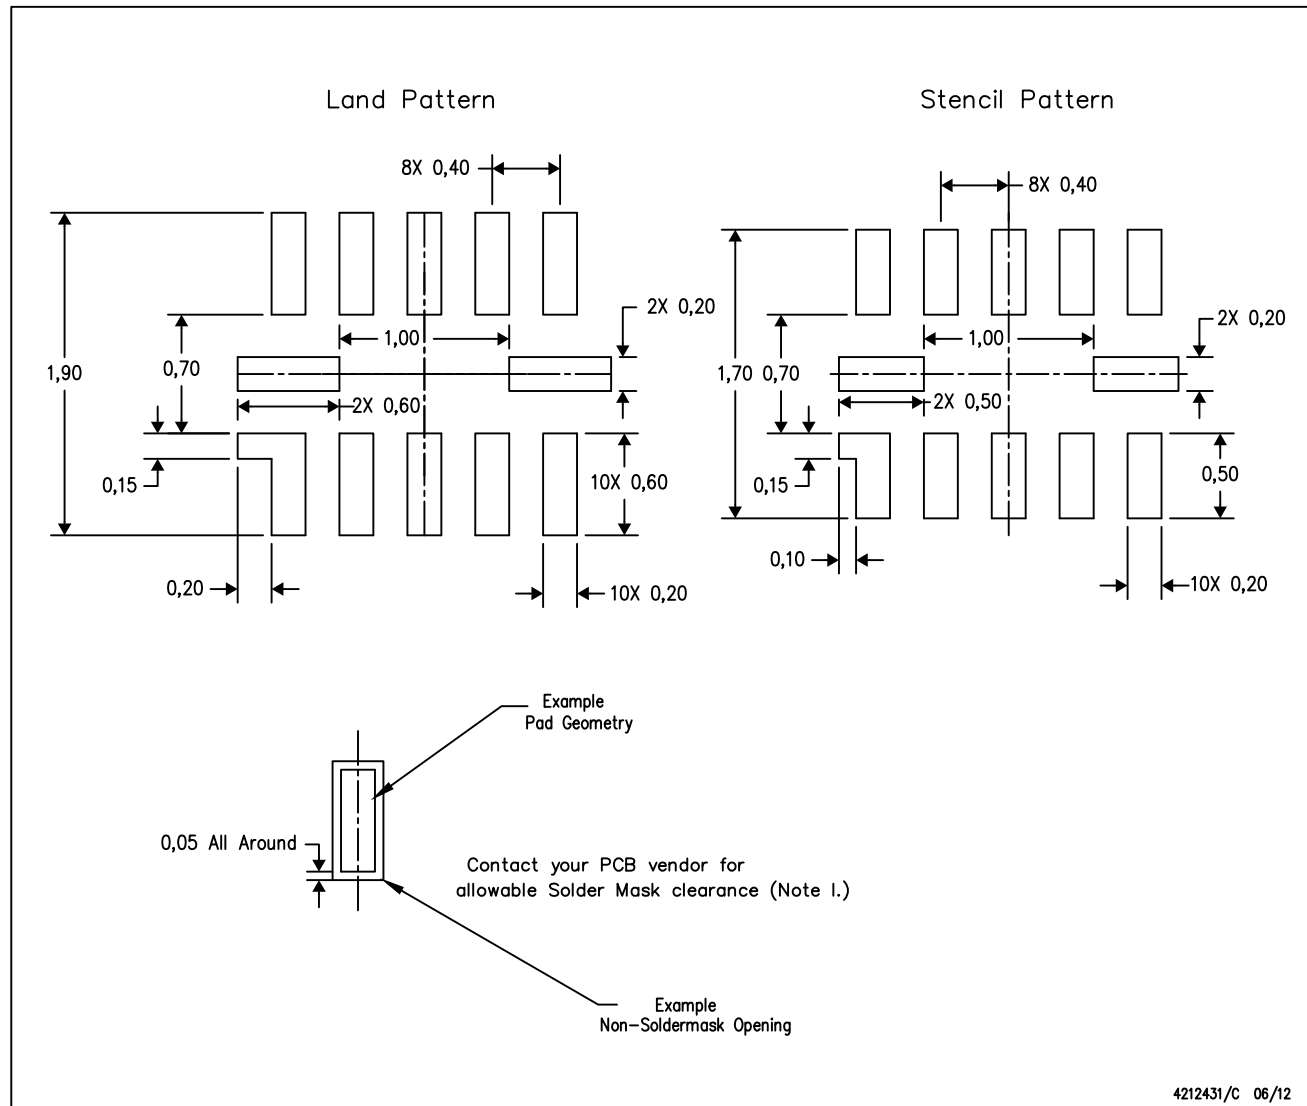 Land Pattern
Stencil Pattern
8X 0,40
8X 0,40
2X 0,20
2X 0,20
1,00
1,00
1,90
0,70
1,70
0,70
2X 0,60
2X 0,50
0,15
10X 0,60
0,15
0,50
0,20
10X 0,20
0,10
10X 0,20
Example
Pad Geometry
0,05 All Around
Contact your PCB vendor for
allowable Solder Mask clearance (Note I.)
Example
Non-Soldermask Opening
4212431/C 06/12